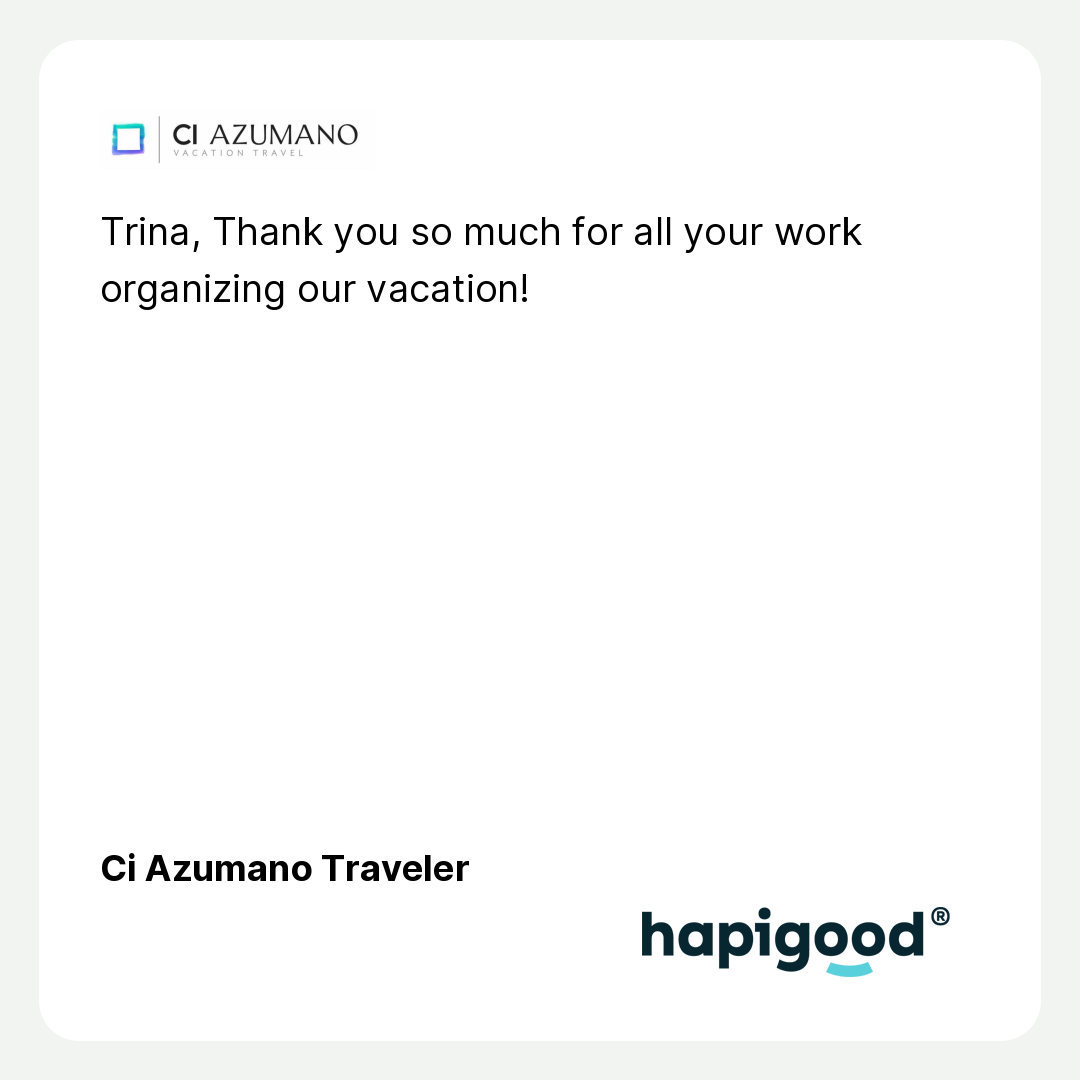 CI AZUMANO
VACATION TRAVEL
Trina, Thank you so much for all your work
organizing our vacation!
Ci Azumano Traveler
hapigood®